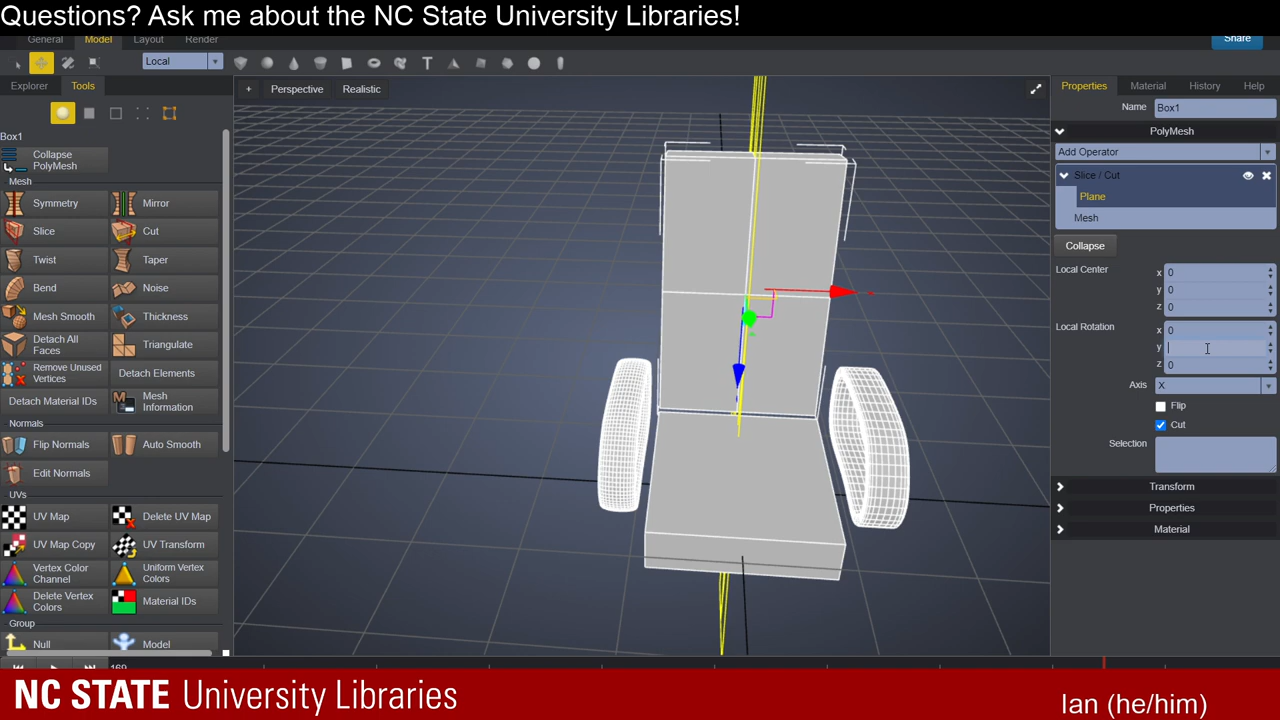 Questions? Ask me about the NC State University Libraries!
General Model Layout Render
Share
Local
T
Explorer Tools
+ Perspective Realistic
Properties Material History Help
Name Box1
Box1
PolyMesh
Collapse
PolyMesh
Add Operator
Mesh
Slice / Cut
Plane
Mesh
Symmetry Mirror
Slice Cut
Twist Taper
Bend Noise
Mesh Smooth Thickness
Detach All
Faces
Triangulate
Remove Unused
Vertices
Detach Elements
Detach Material IDs
Mesh
Information
Normals
Flip Normals Auto Smooth
Edit Normals
UVs
UV Map Delete UV Map
UV Map Copy UV Transform
Vertex Color
Channel
Uniform Vertex
Colors
Delete Vertex
Colors
Material IDs
Group
Null Model
Collapse
Local Center x 0
y 0
z 0
Local Rotation x 0
y
z 0
Axis X
Flip
Cut
Selection
Transform
Properties
Material
169
NC STATE University Libraries
Ian (he/him)